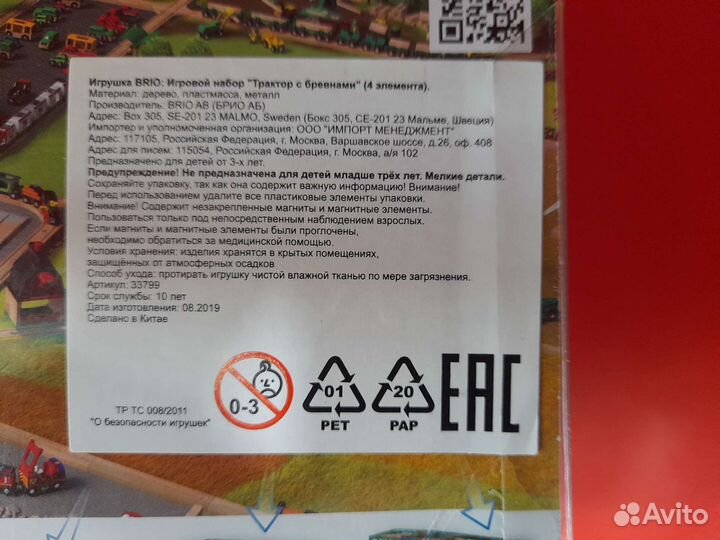 Игрушка BRIO: Игровой набор "Трактор с бревнами" (4 элемента).
Материал: дерево, пластмасса, металл
Производитель: BRIO AB (БРИО АБ)
Адрес: Box 305, SE-201 23 MALMO, Sweden (Бокс 305, СЕ-201 23 Мальме, Швеция)
Импортер и уполномоченная организация: ООО "ИМПОРТ МЕНЕДЖМЕНТ"
Адрес: 117105, Российская Федерация, г. Москва, Варшавское шоссе, д.26, оф. 408
Адрес для писем: 115054, Российская Федерация, г. Москва, а/я 102
Предназначено для детей от 3-х лет.
Предупреждение! Не предназначена для детей младше трёх лет. Мелкие детали.
Сохраняйте упаковку, так как она содержит важную информацию! Внимание!
Перед использованием удалите все пластиковые элементы упаковки.
Внимание! Содержит незакрепленные магниты и магнитные элементы.
Пользоваться только под непосредственным наблюдением взрослых.
Если магниты и магнитные элементы были проглочены,
необходимо обратиться за медицинской помощью.
Условия хранения: изделия хранятся в крытых помещениях,
защищённых от атмосферных осадков
Способ ухода: протирать игрушку чистой влажной тканью по мере загрязнения.
Артикул: 33799
Срок службы: 10 лет
Дата изготовления: 08.2019
Сделано в Китае
ТР ТС 008/2011
"О безопасности игрушек"
0-3
01
PET
20
PAP
EAC
Avito